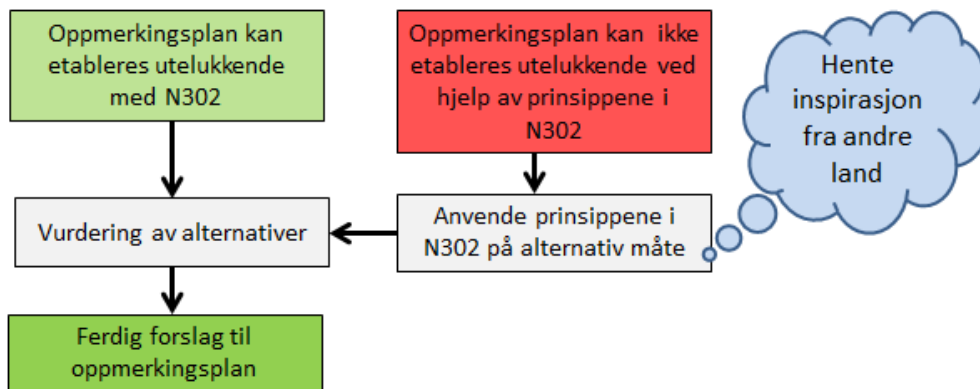 Oppmerkingsplan kan
etableres utelukkende
med N302
Oppmerkingsplan kan ikke
etableres utelukkende ved
hjelp av prinsippene i
N302
Hente
inspirasjon
fra andre
land
Vurdering av alternativer
Anvende prinsippene i
N302 på alternativ måte
Ferdig forslag til
oppmerkingsplan